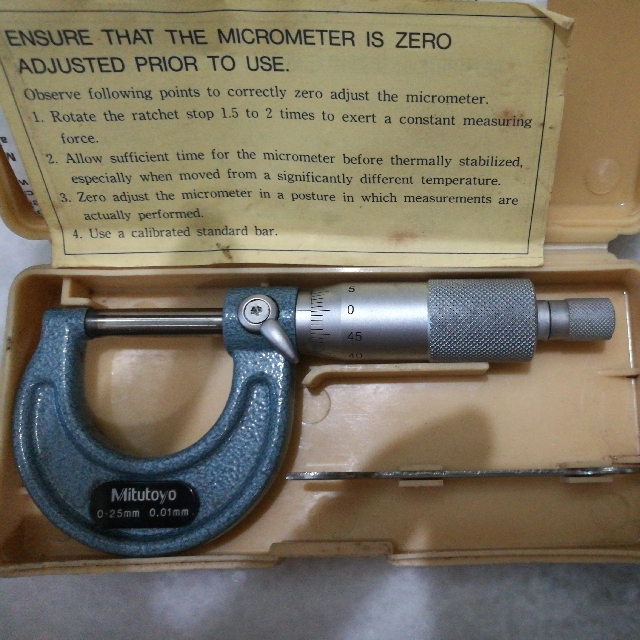 ENSURE THAT THE MICROMETER IS ZERO
ADJUSTED PRIOR TO USE.
Observe following points to correctly zero adjust the micrometer.
1. Rotate the ratchet stop 1.5 to 2 times to exert a constant measuring
force.
2. Allow sufficient time for the micrometer before thermally stabilized,
especially when moved from a significantly different temperature.
3. Zero adjust the micrometer in a posture in which measurements are
actually performed.
4. Use a calibrated standard bar.
5
0
45
40
Mitutoyo
0-25mm 0.01mm